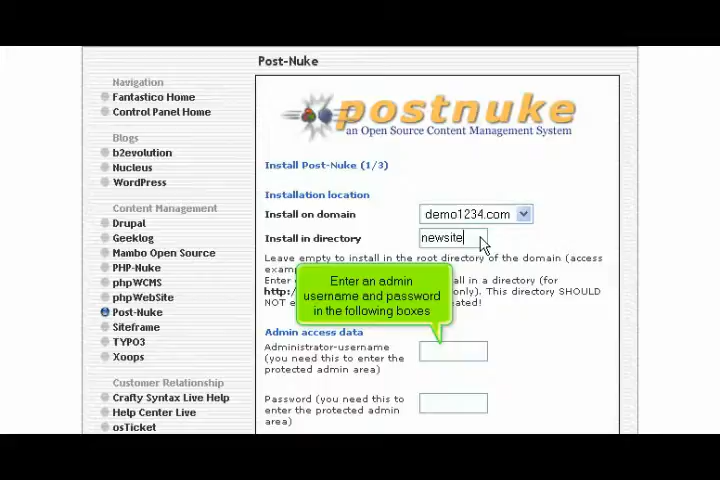 Post-Nuke
Navigation
Fantastico Home
Control Panel Home
Blogs
b2evolution
Nucleus
WordPress
Content Management
Drupal
Geeklog
Mambo Open Source
PHP-Nuke
phpWCMS
phpWebSite
Post-Nuke
Siteframe
TYPO3
Xoops
Customer Relationship
Crafty Syntax Live Help
Help Center Live
osTicket
postnuke
an Open Source Content Management System
Install Post-Nuke (1/3)
Installation location
Install on domain
demo1234.com
Install in directory
newsite
Leave empty to install in the root directory of the domain (access
exam
Enter tall in a directory (for
http:/ only). This directory SHOULD
NOT eated!
Enter an admin
username and password
in the following boxes
Admin access data
Administrator-username
(you need this to enter the
protected admin area)
Password (you need this to
enter the protected admin
area)